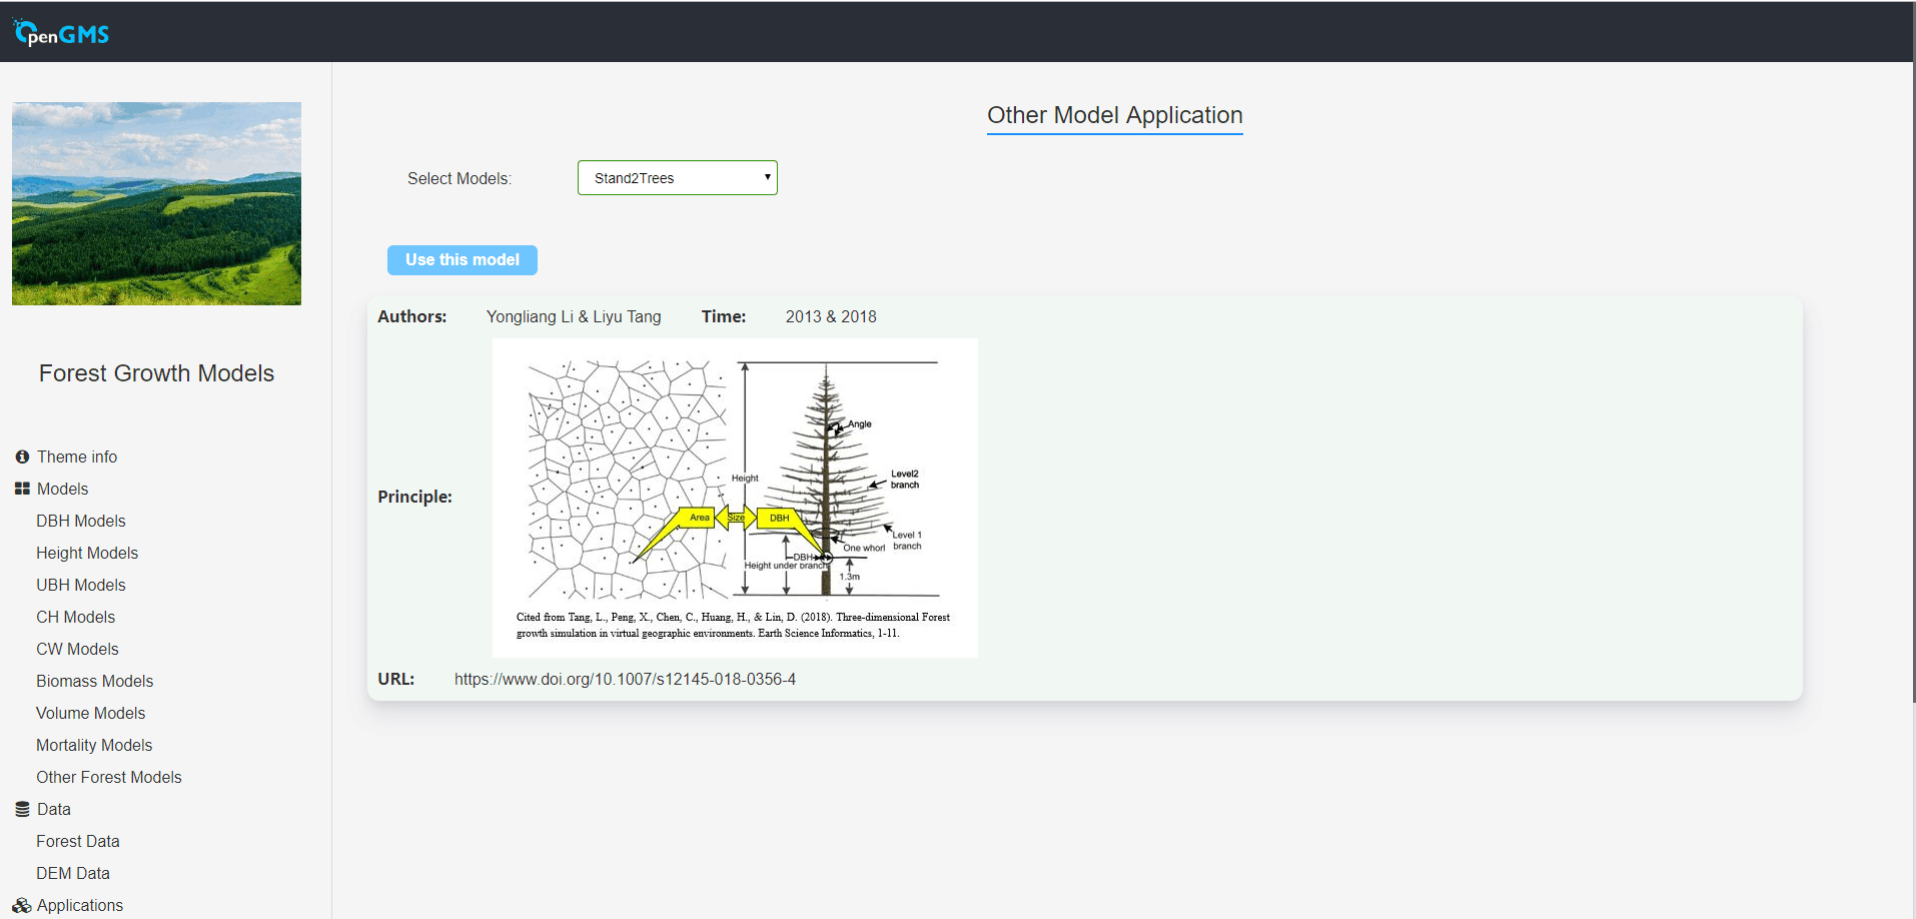 OpenGMS
Other Model Application
Select Models: Stand2Trees
Use this model
Forest Growth Models
Theme info
Models
DBH Models
Height Models
UBH Models
CH Models
CW Models
Biomass Models
Volume Models
Mortality Models
Other Forest Models
Data
Forest Data
DEM Data
Applications
Authors: Yongliang Li & Liyu Tang Time: 2013 & 2018
Principle:
Angle
Height
Level2
branch
Area Size DBH
Level 1
branch
One whorl
DBH
Height under branch
1.3m
Cited from Tang, L., Peng, X., Chen, C., Huang, H., & Lin, D. (2018). Three-dimensional Forest
growth simulation in virtual geographic environments. Earth Science Informatics, 1-11.
URL: https://www.doi.org/10.1007/s12145-018-0356-4